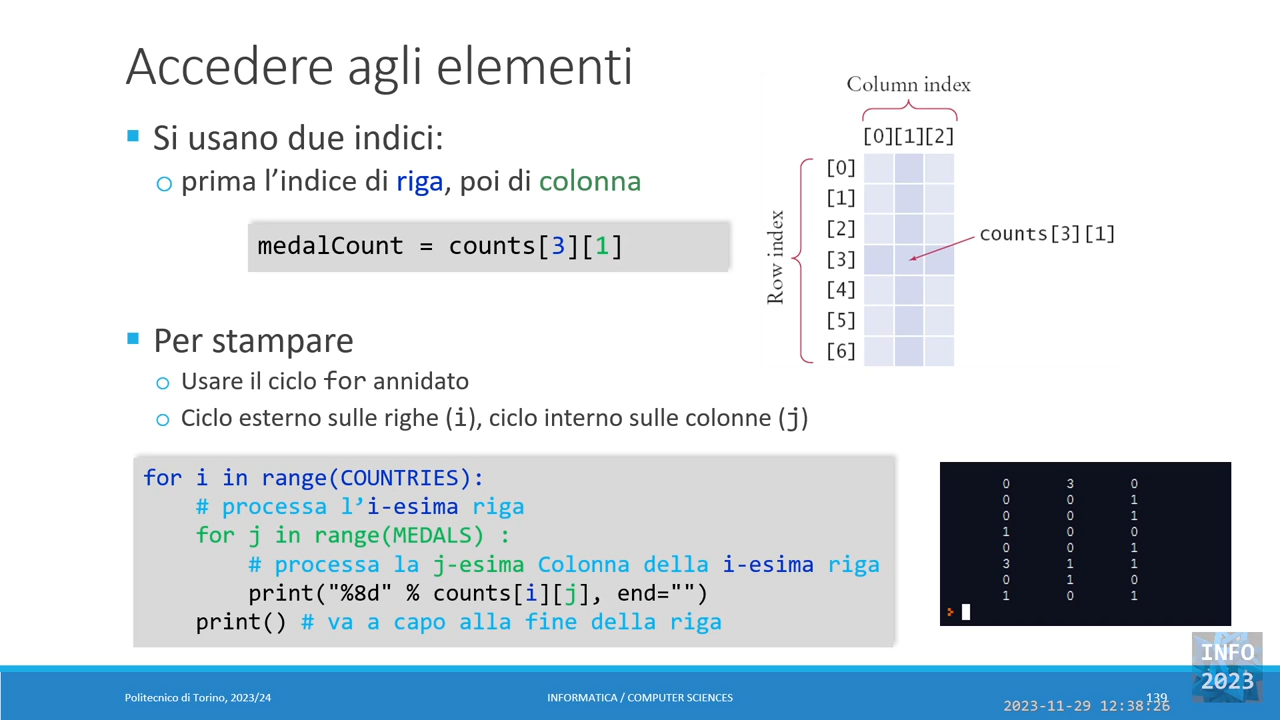 Accedere agli elementi
Si usano due indici:
prima l’indice di riga, poi di colonna
medalCount = counts[3][1]
Column index
[0][1][2]
Row index
[0]
[1]
[2]
[3]
[4]
[5]
[6]
counts[3][1]
Per stampare
Usare il ciclo for annidato
Ciclo esterno sulle righe (i), ciclo interno sulle colonne (j)
for i in range(COUNTRIES):
# processa l’i-esima riga
for j in range(MEDALS) :
# processa la j-esima Colonna della i-esima riga
print("%8d" % counts[i][j], end="")
print() # va a capo alla fine della riga
0 3 0
0 0 1
0 0 1
1 0 0
0 0 1
3 1 1
0 1 0
1 0 1
Politecnico di Torino, 2023/24
INFORMATICA / COMPUTER SCIENCES
139
INFO
2023
2023-11-29 12:38:26